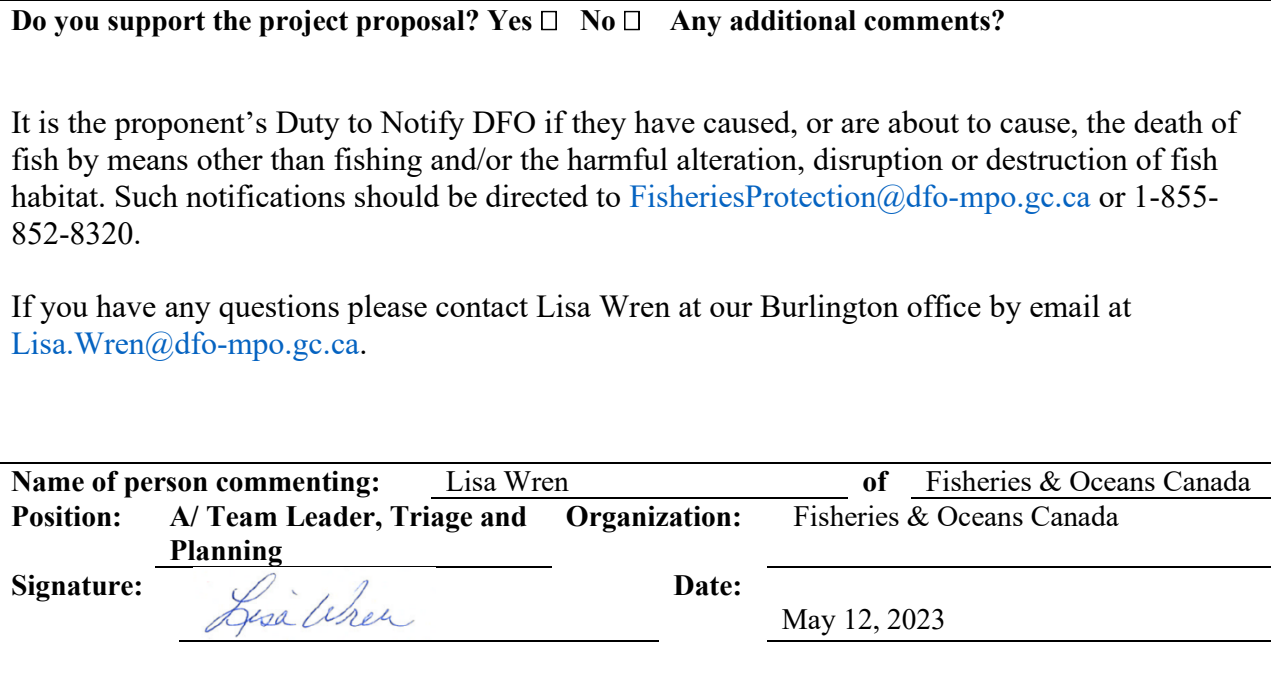 Do you support the project proposal? Yes □ No □ Any additional comments?
It is the proponent’s Duty to Notify DFO if they have caused, or are about to cause, the death of
fish by means other than fishing and/or the harmful alteration, disruption or destruction of fish
habitat. Such notifications should be directed to FisheriesProtection@dfo-mpo.gc.ca or 1-855-
852-8320.
If you have any questions please contact Lisa Wren at our Burlington office by email at
Lisa.Wren@dfo-mpo.gc.ca.
Name of person commenting: Lisa Wren of Fisheries & Oceans Canada
Position: A/ Team Leader, Triage and Organization: Fisheries & Oceans Canada
Planning
Signature: Lisa Wren Date:
May 12, 2023